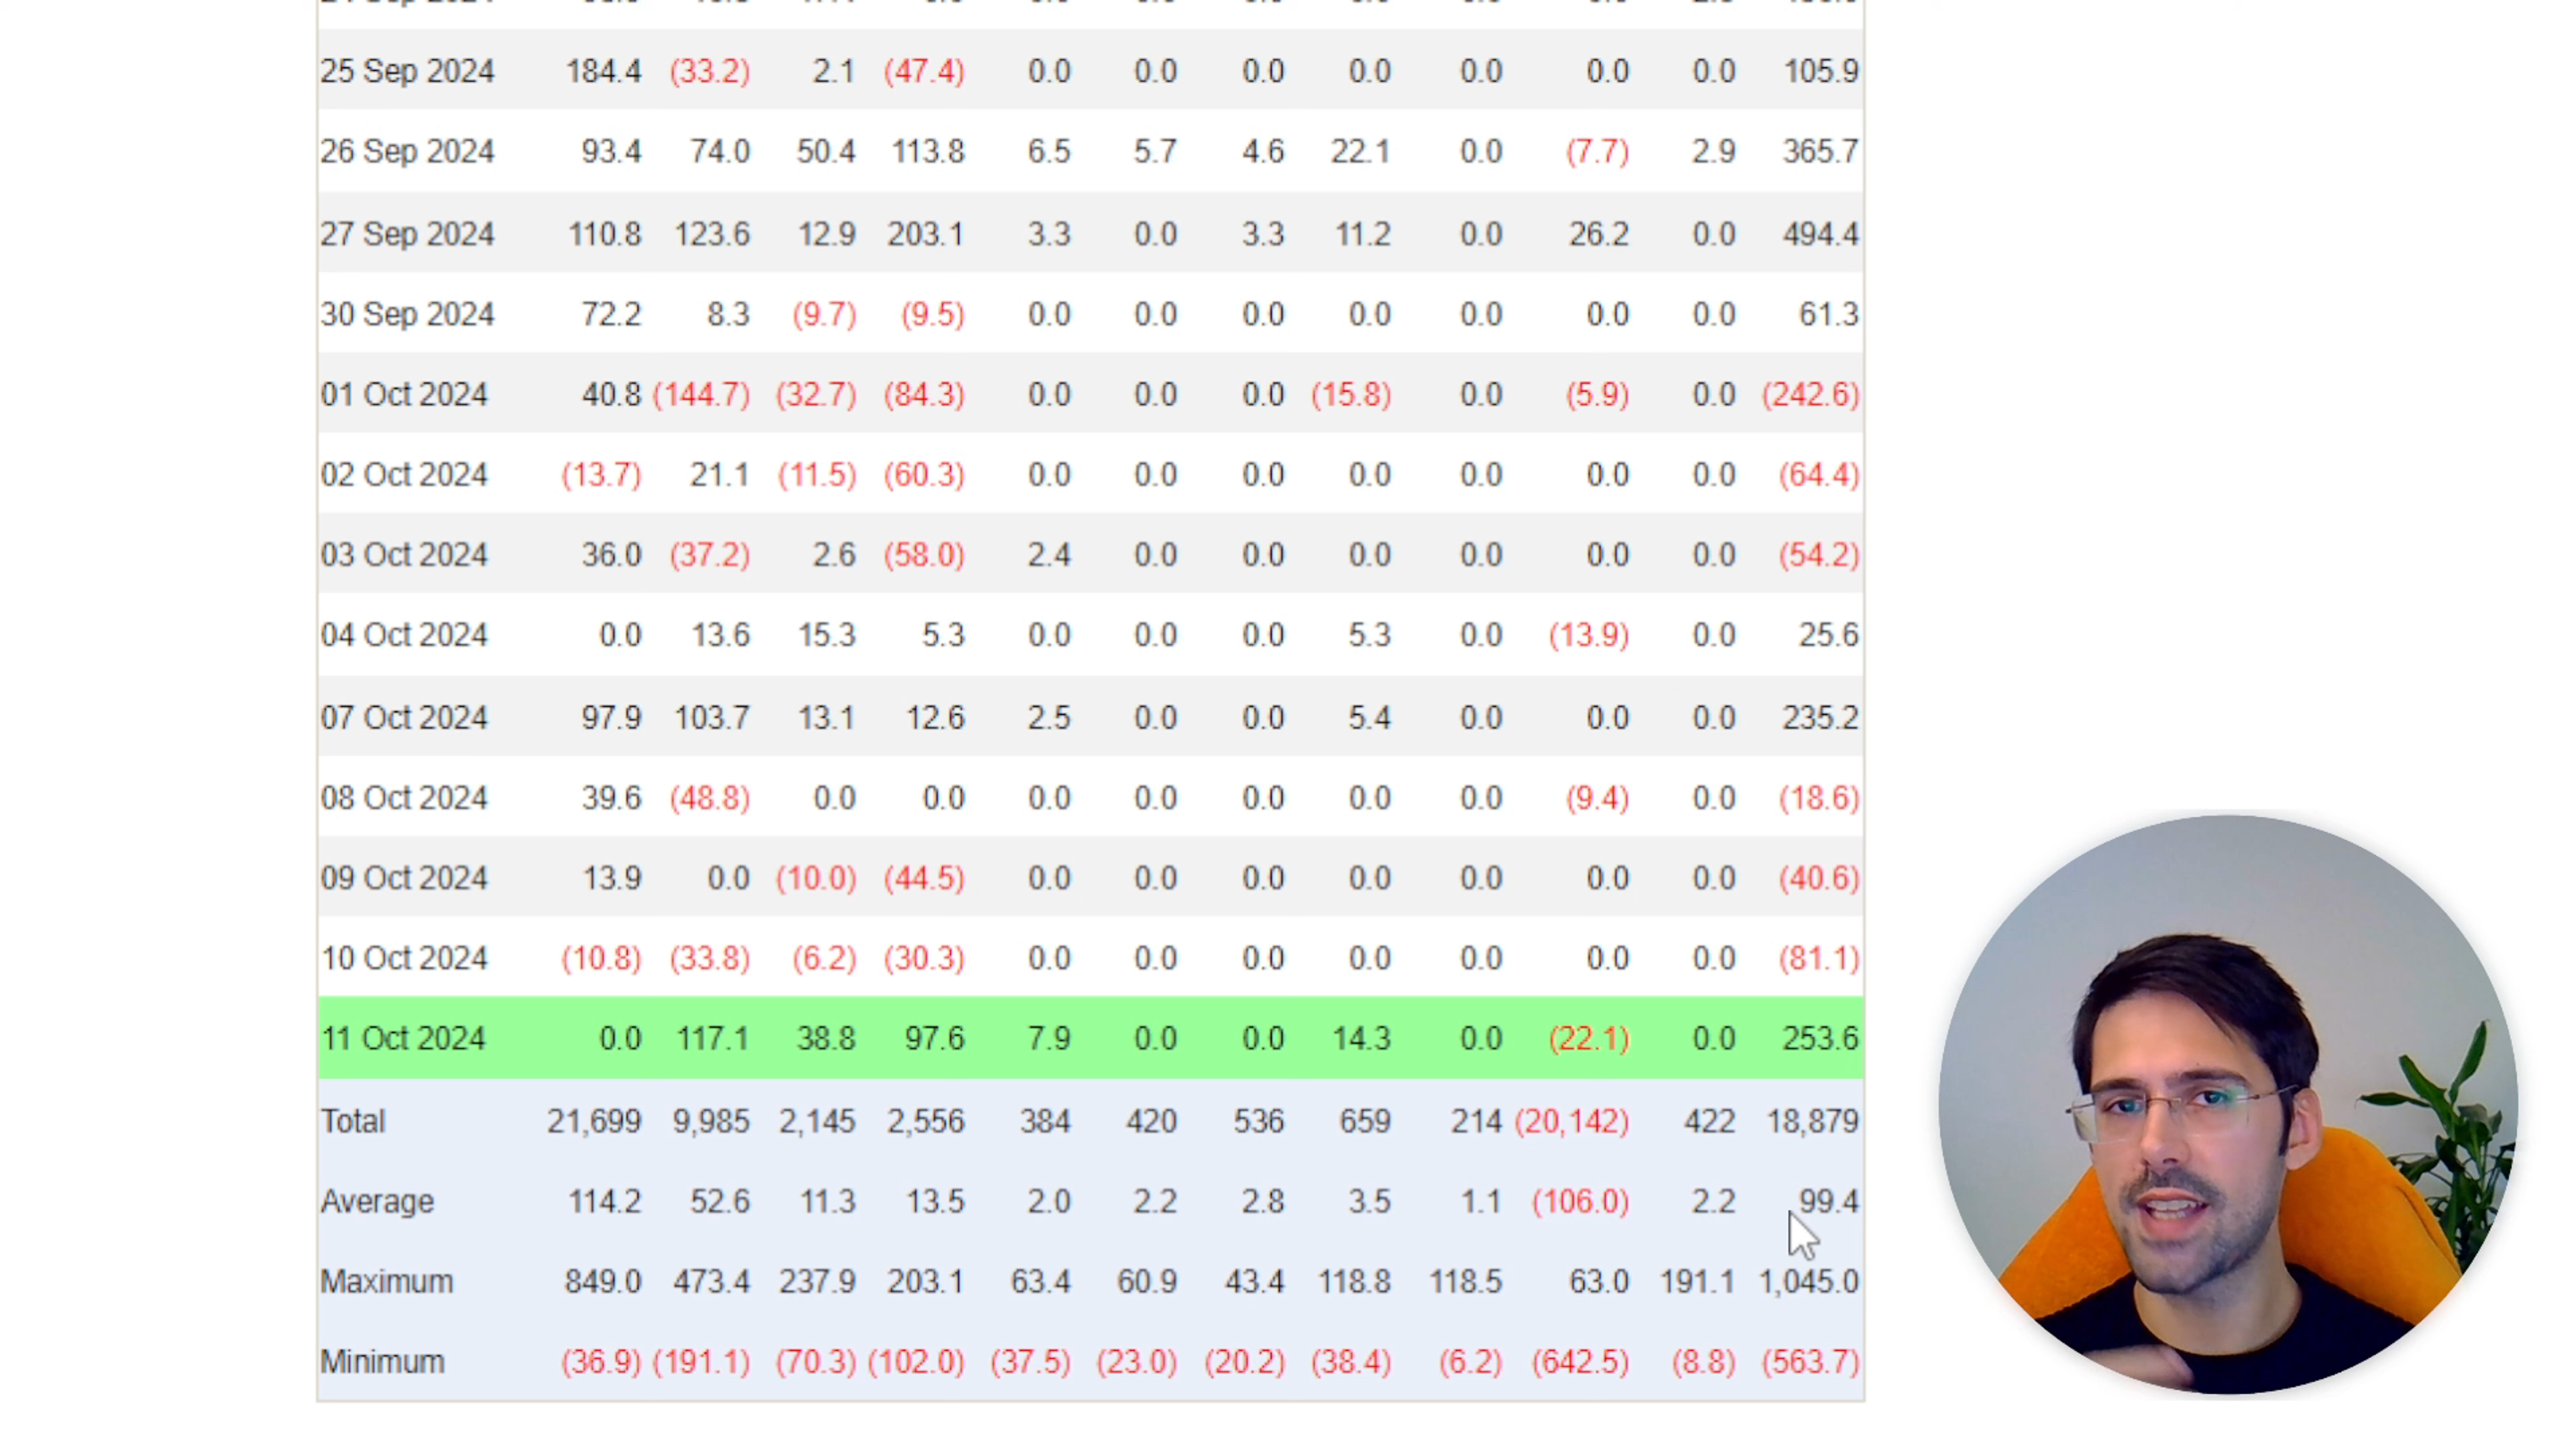 25 Sep 2024 184.4 (33.2) 2.1 (47.4) 0.0 0.0 0.0 0.0 0.0 0.0 0.0 105.9
26 Sep 2024 93.4 74.0 50.4 113.8 6.5 5.7 4.6 22.1 0.0 (7.7) 2.9 365.7
27 Sep 2024 110.8 123.6 12.9 203.1 3.3 0.0 3.3 11.2 0.0 26.2 0.0 494.4
30 Sep 2024 72.2 8.3 (9.7) (9.5) 0.0 0.0 0.0 0.0 0.0 0.0 0.0 61.3
01 Oct 2024 40.8 (144.7) (32.7) (84.3) 0.0 0.0 0.0 (15.8) 0.0 (5.9) 0.0 (242.6)
02 Oct 2024 (13.7) 21.1 (11.5) (60.3) 0.0 0.0 0.0 0.0 0.0 0.0 0.0 (64.4)
03 Oct 2024 36.0 (37.2) 2.6 (58.0) 2.4 0.0 0.0 0.0 0.0 0.0 0.0 (54.2)
04 Oct 2024 0.0 13.6 15.3 5.3 0.0 0.0 0.0 5.3 0.0 (13.9) 0.0 25.6
07 Oct 2024 97.9 103.7 13.1 12.6 2.5 0.0 0.0 5.4 0.0 0.0 0.0 235.2
08 Oct 2024 39.6 (48.8) 0.0 0.0 0.0 0.0 0.0 0.0 0.0 (9.4) 0.0 (18.6)
09 Oct 2024 13.9 0.0 (10.0) (44.5) 0.0 0.0 0.0 0.0 0.0 0.0 0.0 (40.6)
10 Oct 2024 (10.8) (33.8) (6.2) (30.3) 0.0 0.0 0.0 0.0 0.0 0.0 0.0 (81.1)
11 Oct 2024 0.0 117.1 38.8 97.6 7.9 0.0 0.0 14.3 0.0 (22.1) 0.0 253.6
Total 21,699 9,985 2,145 2,556 384 420 536 659 214 (20,142) 422 18,879
Average 114.2 52.6 11.3 13.5 2.0 2.2 2.8 3.5 1.1 (106.0) 2.2 99.4
Maximum 849.0 473.4 237.9 203.1 63.4 60.9 43.4 118.8 118.5 63.0 191.1 1,045.0
Minimum (36.9) (191.1) (70.3) (102.0) (37.5) (23.0) (20.2) (38.4) (6.2) (642.5) (8.8) (563.7)